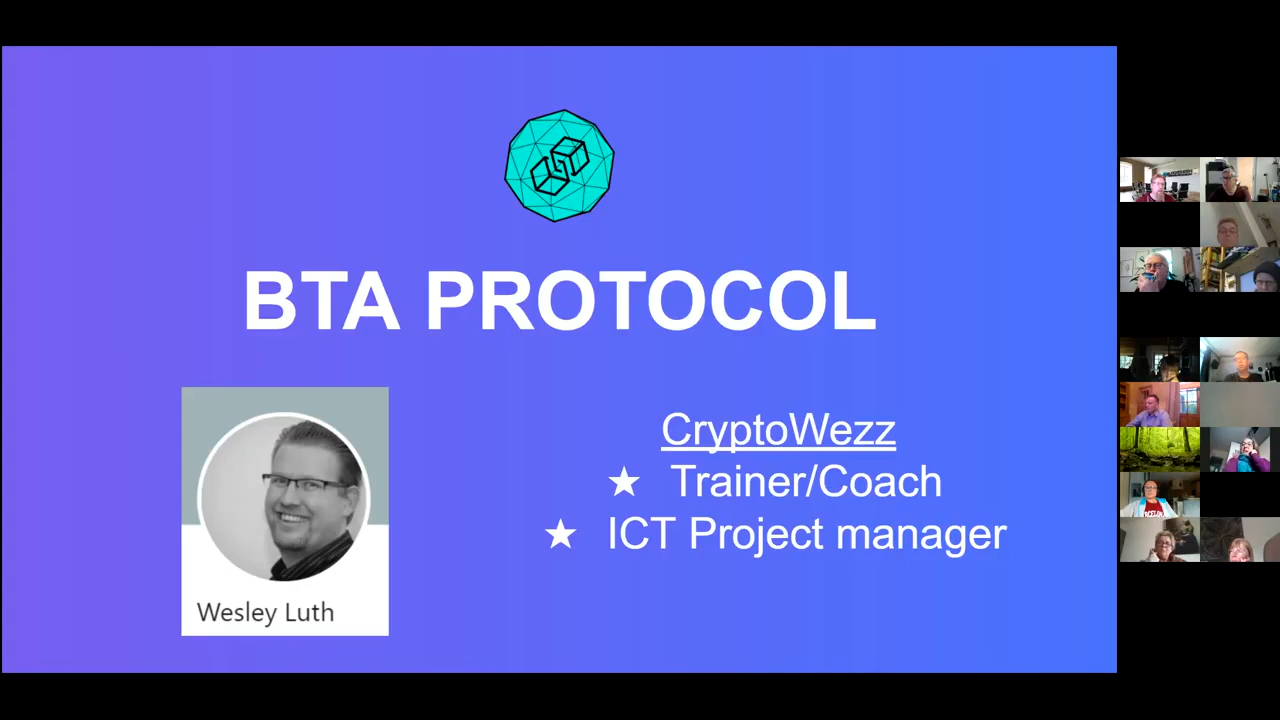 BTA PROTOCOL
CryptoWezz
★ Trainer/Coach
★ ICT Project manager
Wesley Luth